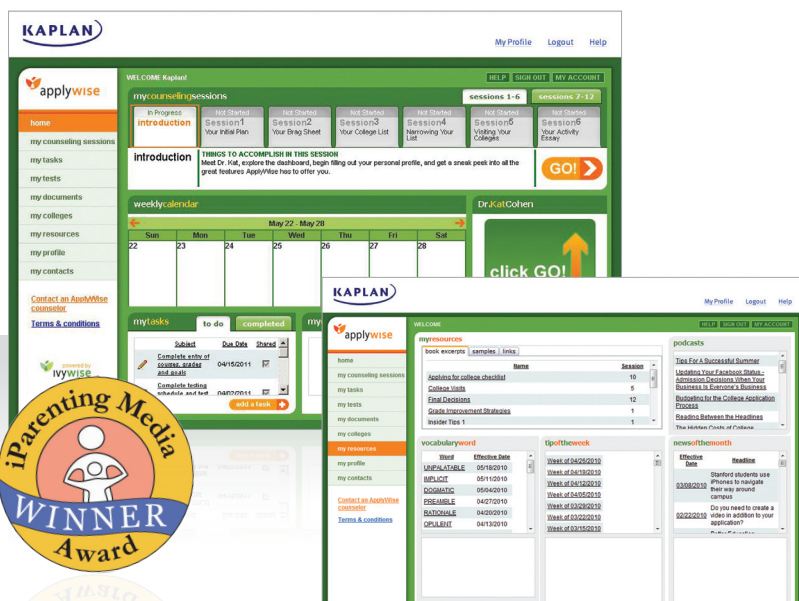 KAPLAN
My Profile Logout Help
applywise
WELCOME Kaplan!
HELP SIGN OUT MY ACCOUNT
mycounselingsessions
sessions 1-6 sessions 7-12
In Progress
introduction
Not Started
Session1
Your Initial Plan
Not Started
Session2
Your Brag Sheet
Not Started
Session3
Your College List
Not Started
Session4
Narrowing Your
List
Not Started
Session5
Visiting Your
Colleges
Not Started
Session6
Your Activity
Essay
introduction
THINGS TO ACCOMPLISH IN THIS SESSION
Meet Dr. Kat, explore the dashboard, begin filling out your personal profile, and get a sneak peek into all the
great features ApplyWise has to offer you.
GO!
home
my counseling sessions
my tasks
my tests
my documents
my colleges
my resources
my profile
my contacts
Contact an ApplyWise
counselor
Terms & conditions
powered by
IVYWISE
weeklycalendar
May 22 - May 28
Sun Mon Tue Wed Thu Fri Sat
22 23 24 25 26 27 28
Dr.KatCohen
click GO!
mytasks
to do completed
my
Subject Due Date Shared
Complete entry of
courses, grades
and goals
04/15/2011
Complete testing
schedule and test
04/02/2011
add a task
KAPLAN
My Profile Logout Help
applywise
WELCOME
HELP SIGN OUT MY ACCOUNT
home
my counseling sessions
my tasks
my tests
my documents
my colleges
my resources
my profile
my contacts
Contact an ApplyWise
counselor
Terms & conditions
myresources
book excerpts samples links
Name Session
Applying for college checklist 10
College Visits 5
Final Decisions 12
Grade Improvement Strategies 1
Insider Tips 1 1
podcasts
Tips For A Successful Summer
Updating Your Facebook Status -
Admission Decisions When Your
Business Is Everyone's Business
Budgeting for the College Application
Process
Reading Between the Headlines
The Hidden Costs of College
vocabularyword
Word Effective Date
UNPALATABLE 05/18/2010
IMPLICIT 05/11/2010
DOGMATIC 05/04/2010
PREAMBLE 04/27/2010
RATIONALE 04/20/2010
OPULENT 04/13/2010
tipoftheweek
Week of 04/26/2010
Week of 04/19/2010
Week of 04/12/2010
Week of 04/05/2010
Week of 03/29/2010
Week of 03/22/2010
Week of 03/15/2010
newsofthemonth
Effective
Date
Headline
03/08/2010
Stanford students use
iPhones to navigate
their way around
campus
02/22/2010
Do you need to create a
video in addition to your
application?
Better Education
iParenting Media
WINNER
Award